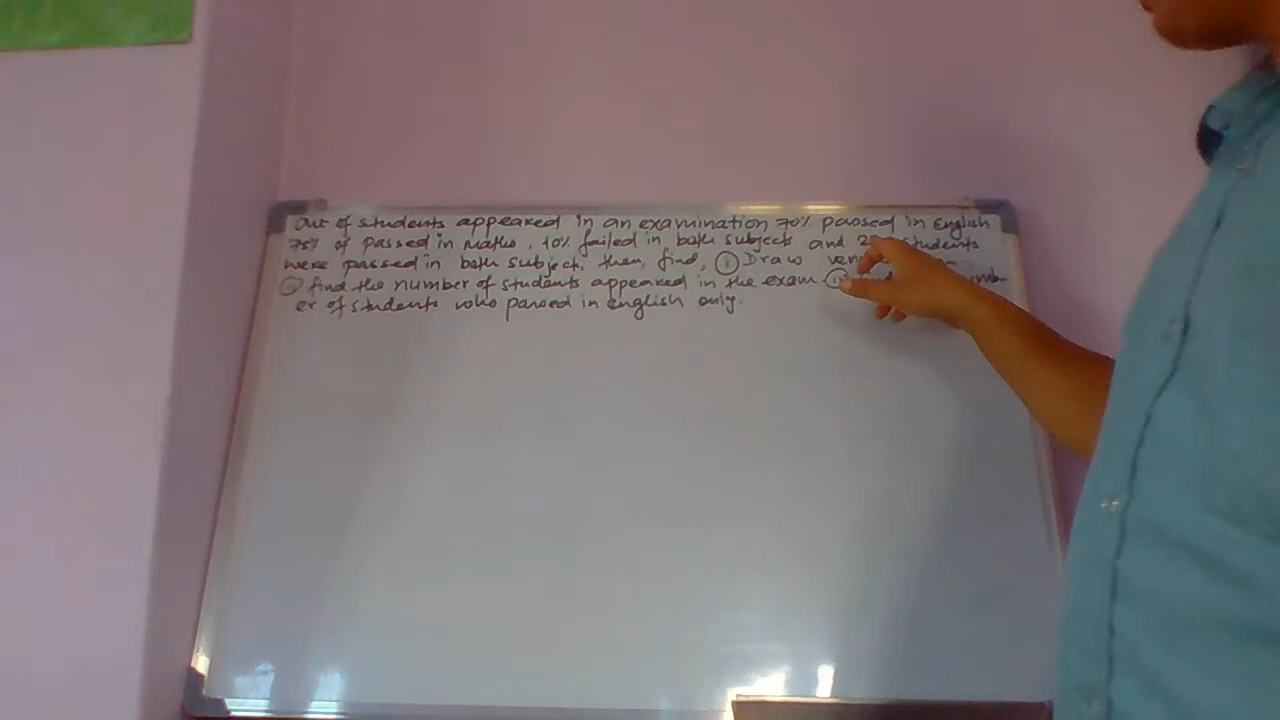 Out of students appeared in an examination 70% passed in English
75% of passed in maths, 10% failed in both subjects and students
were passed in both subject, then, find, (i) Draw
(ii) find the number of students appeared in the exam (iii)
er of students who passed in english only.